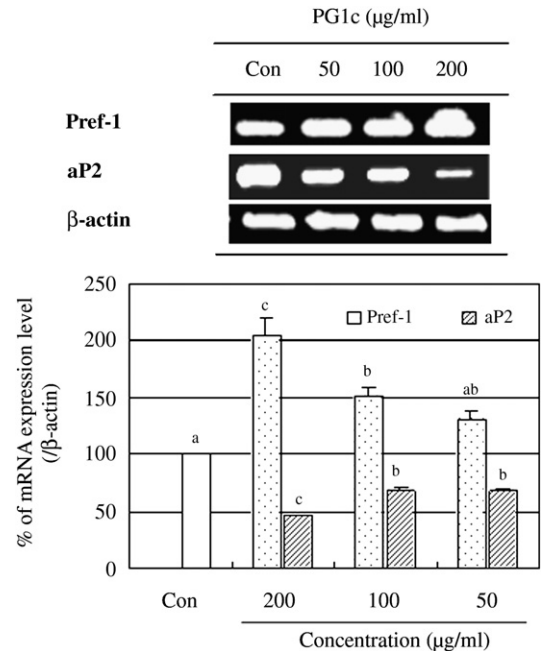 PG1c (μg/ml)
Con 50 100 200
Pref-1
aP2
β-actin
% of mRNA expression level
(/β-actin)
250
200
150
100
50
0
Pref-1 aP2
a
c
c
b
b
ab
b
Con 200 100 50
Concentration (μg/ml)